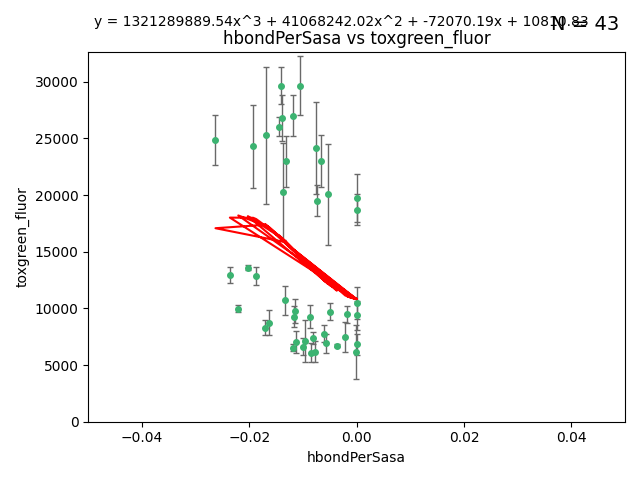 y = 1321289889.54x^3 + 41068242.02x^2 + -72070.19x + 10810.83
N = 43
hbondPerSasa vs toxgreen_fluor
30000
25000
20000
15000
10000
5000
0
toxgreen_fluor
−0.04 −0.02 0.00 0.02 0.04
hbondPerSasa